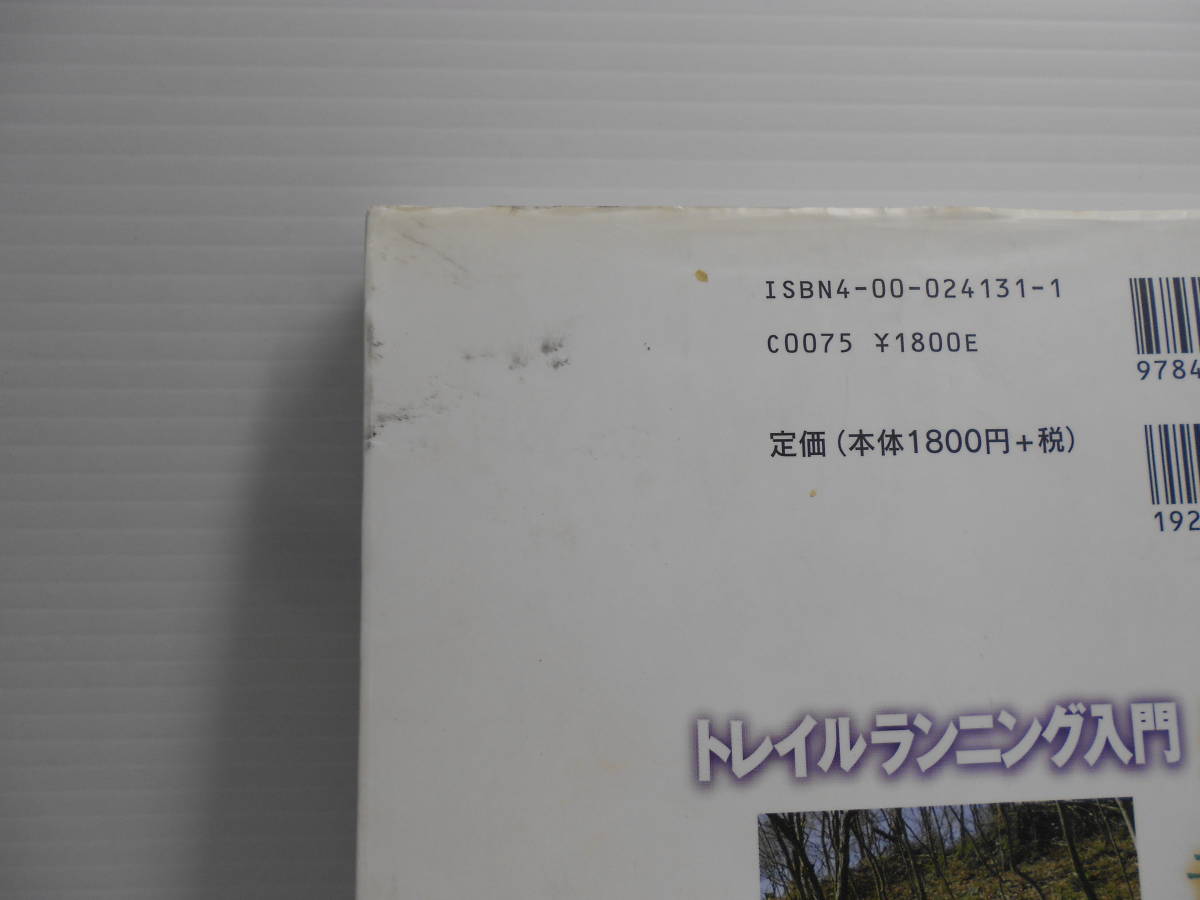 ISBN4-00-024131-1
C0075 ¥1800E
9784
定価(本体1800円+税)
192
トレイルランニング入門